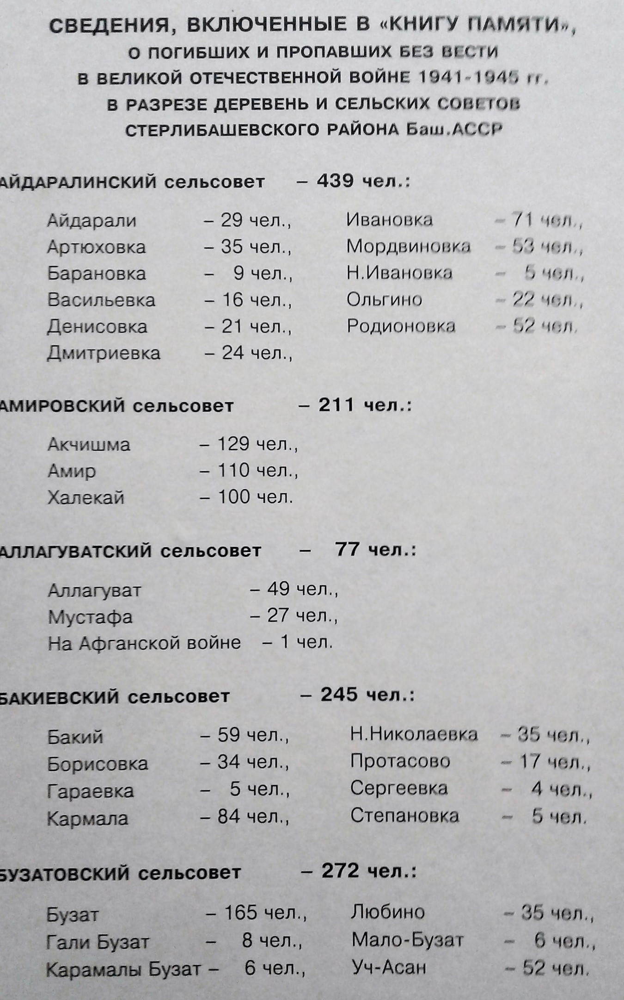 СВЕДЕНИЯ, ВКЛЮЧЕННЫЕ В «КНИГУ ПАМЯТИ»,
О ПОГИБШИХ И ПРОПАВШИХ БЕЗ ВЕСТИ
В ВЕЛИКОЙ ОТЕЧЕСТВЕННОЙ ВОЙНЕ 1941-1945 гг.
В РАЗРЕЗЕ ДЕРЕВЕНЬ И СЕЛЬСКИХ СОВЕТОВ
СТЕРЛИБАШЕВСКОГО РАЙОНА Баш.АССР
АЙДАРАЛИНСКИЙ сельсовет – 439 чел.:
Айдарали – 29 чел., Ивановка – 71 чел.,
Артюховка – 35 чел., Мордвиновка – 53 чел.,
Барановка – 9 чел., Н.Ивановка – 5 чел.,
Васильевка – 16 чел., Ольгино – 22 чел.,
Денисовка – 21 чел., Родионовка – 52 чел.
Дмитриевка – 24 чел.,
АМИРОВСКИЙ сельсовет – 211 чел.:
Акчишма – 129 чел.,
Амир – 110 чел.,
Халекай – 100 чел.
АЛЛАГУВАТСКИЙ сельсовет – 77 чел.:
Аллагуват – 49 чел.,
Мустафа – 27 чел.,
На Афганской войне – 1 чел.
БАКИЕВСКИЙ сельсовет – 245 чел.:
Бакий – 59 чел., Н.Николаевка – 35 чел.,
Борисовка – 34 чел., Протасово – 17 чел.,
Гараевка – 5 чел., Сергеевка – 4 чел.,
Кармала – 84 чел., Степановка – 5 чел.
БУЗАТОВСКИЙ сельсовет – 272 чел.:
Бузат – 165 чел., Любино – 35 чел.,
Гали Бузат – 8 чел., Мало-Бузат – 6 чел.,
Карамалы Бузат – 6 чел., Уч-Асан – 52 чел.